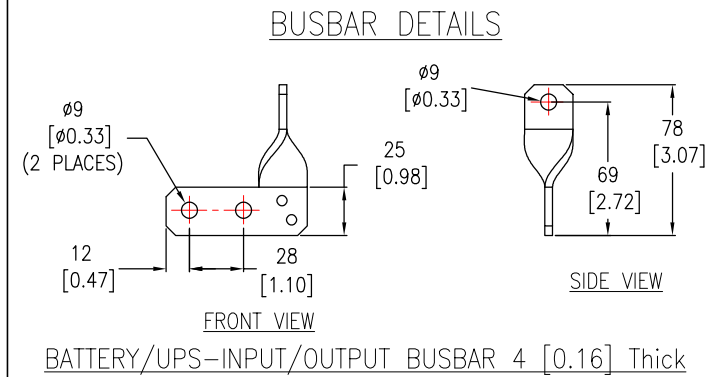 BUSBAR DETAILS
ø9
[ø0.33]
(2 PLACES)
25
[0.98]
12
[0.47]
28
[1.10]
FRONT VIEW
ø9
[ø0.33]
78
[3.07]
69
[2.72]
SIDE VIEW
BATTERY/UPS-INPUT/OUTPUT BUSBAR 4 [0.16] Thick